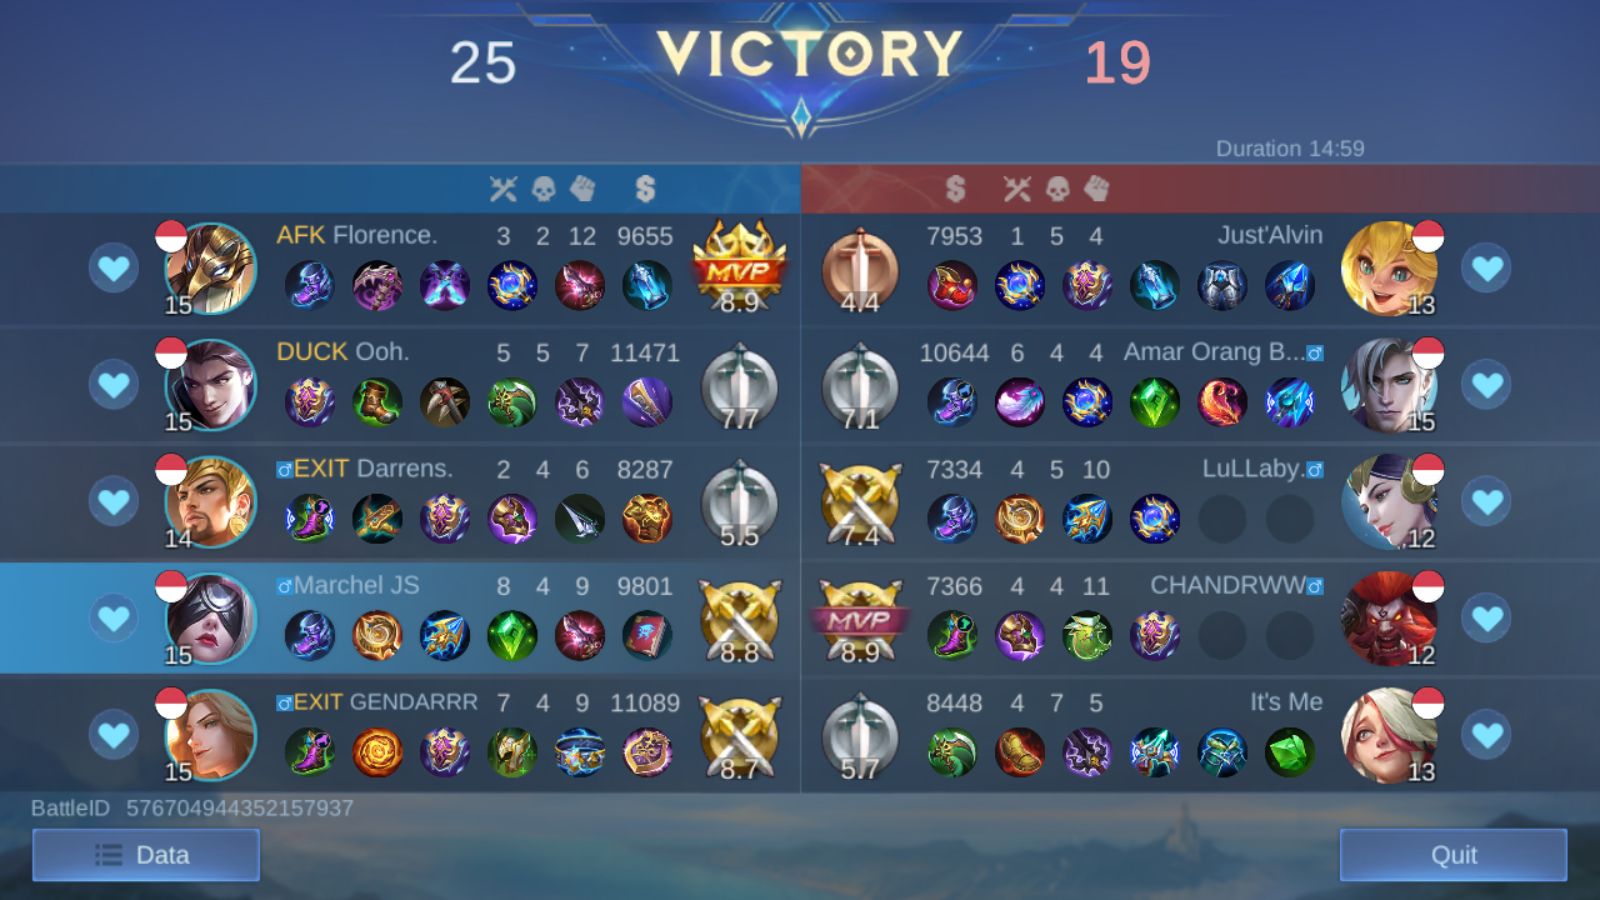 25 VICTORY 19
Duration 14:59
AFK Florence. 3 2 12 9655 MVP 8.9
15
4.4 7953 1 5 4 Just'Alvin
13
DUCK Ooh. 5 5 7 11471 7.7
15
7.1 10644 6 4 4 Amar Orang B...♂
15
♂EXIT Darrens. 2 4 6 8287 5.5
14
7.4 7334 4 5 10 LuLLaby.♂
12
♂Marchel JS 8 4 9 9801 8.8
15
MVP 8.9 7366 4 4 11 CHANDRWW♂
12
♂EXIT GENDARRR 7 4 9 11089 8.7
15
5.7 8448 4 7 5 It's Me
13
BattleID 576704944352157937
Data
Quit